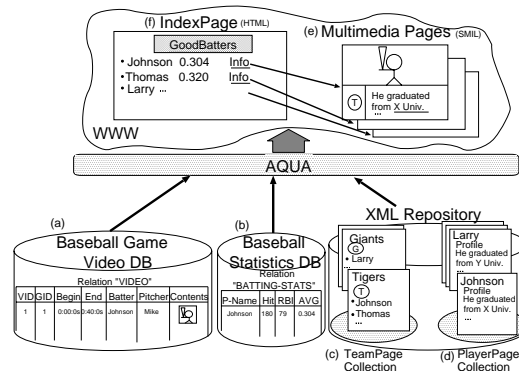 (f) IndexPage (HTML)
GoodBatters
• Johnson 0.304 Info
• Thomas 0.320 Info
• Larry ...
(e) Multimedia Pages (SMIL)
T
He graduated
from X Univ.
...
WWW
AQUA
(a)
Baseball Game
Video DB
Relation "VIDEO"
VID GID Begin End Batter Pitcher Contents
1 1 0:00:0s 0:40:0s Johnson Mike
(b)
Baseball
Statistics DB
Relation
"BATTING-STATS"
P-Name Hit RBI AVG
Johnson 180 79 0.304
XML Repository
Giants
G
• Larry
...
Tigers
T
• Johnson
• Thomas
...
(c) TeamPage
Collection
Larry
Profile
He graduated
from Y Univ.
Johnson
Profile
He graduated
from X Univ.
...
(d) PlayerPage
Collection